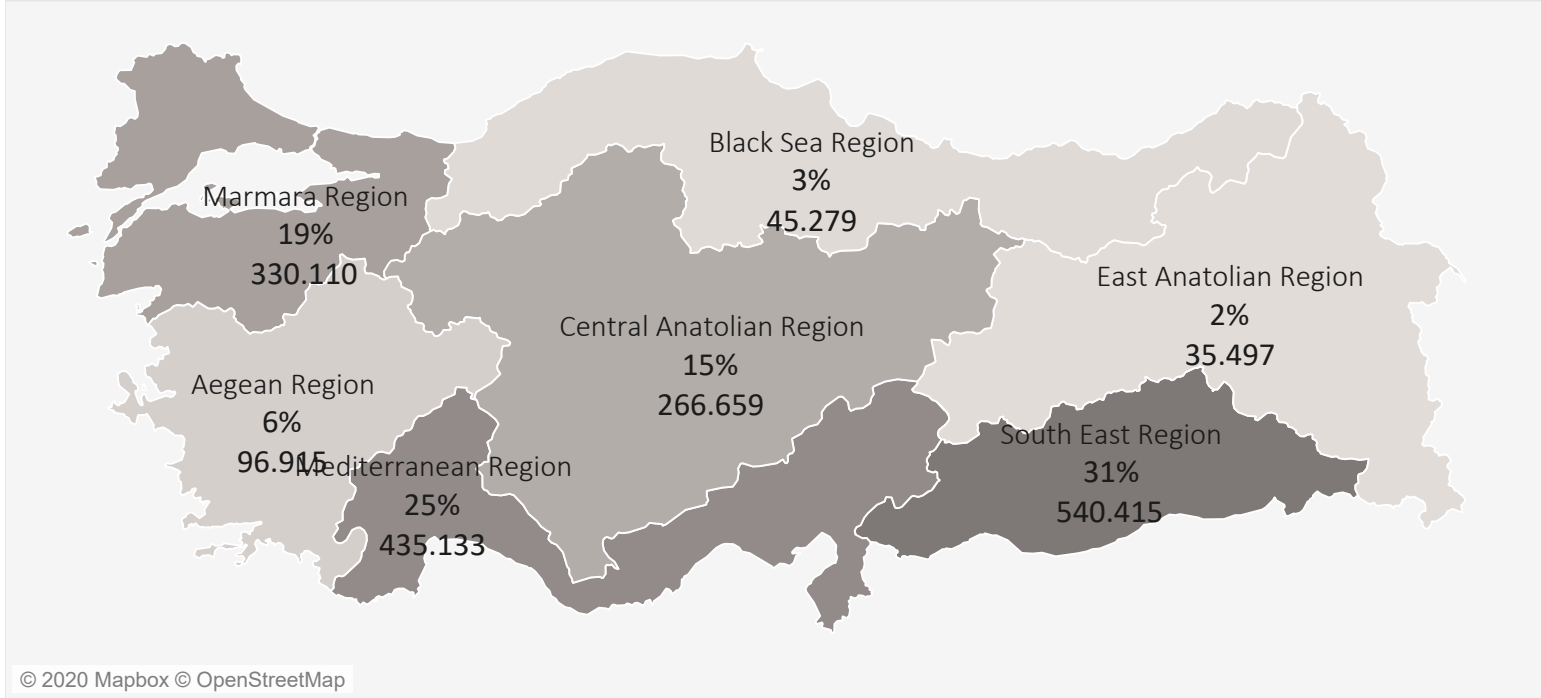 Black Sea Region
3%
45.279
Marmara Region
19%
330.110
East Anatolian Region
2%
35.497
Central Anatolian Region
15%
266.659
Aegean Region
6%
96.915
South East Region
31%
540.415
Mediterranean Region
25%
435.133
© 2020 Mapbox © OpenStreetMap